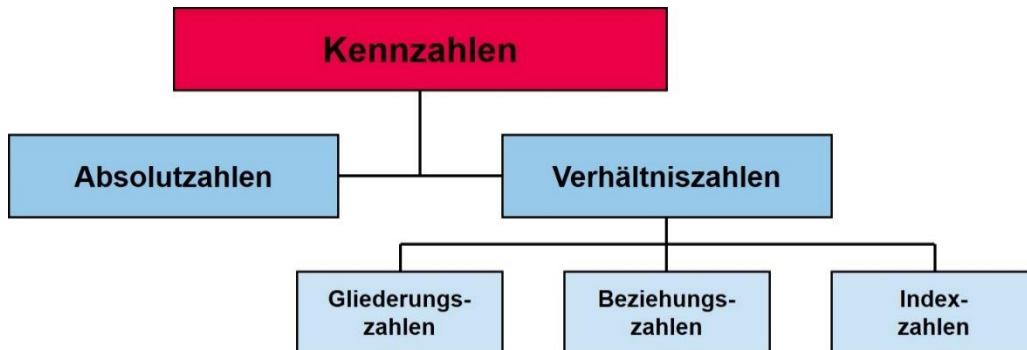 Kennzahlen
Absolutzahlen
Verhältniszahlen
Gliederungs-
zahlen
Beziehungs-
zahlen
Index-
zahlen